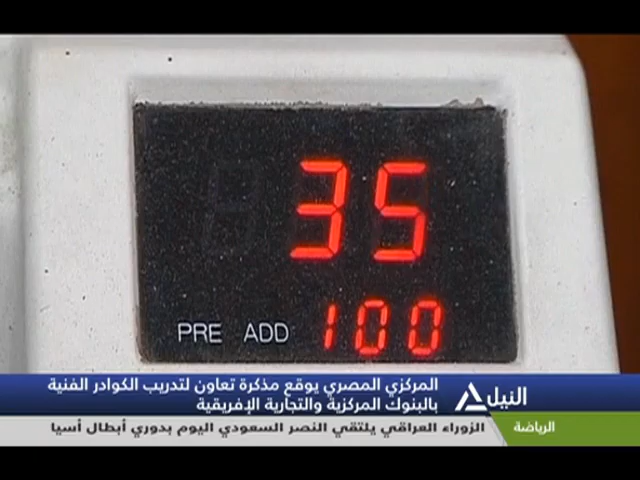 35
PRE ADD 100
النيل
المركزي المصري يوقع مذكرة تعاون لتدريب الكوادر الفنية
بالبنوك المركزية والتجارية الإفريقية
الرياضة
الزوراء العراقي يلتقي النصر السعودي اليوم بدوري أبطال آسيا